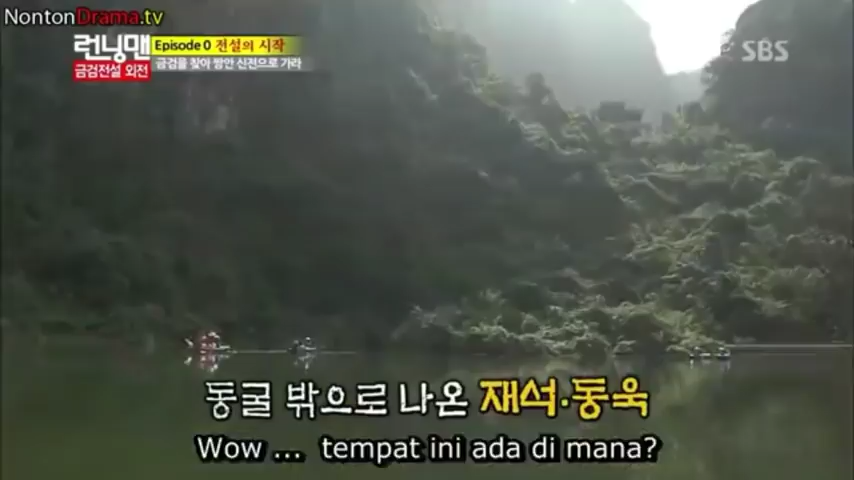 NontonDrama.tv
런닝맨 Episode 0 전설의 시작
금검전설 외전 금검을 찾아 짱안 신전으로 가라
SBS
동굴 밖으로 나온 재석·동욱
Wow ... tempat ini ada di mana?